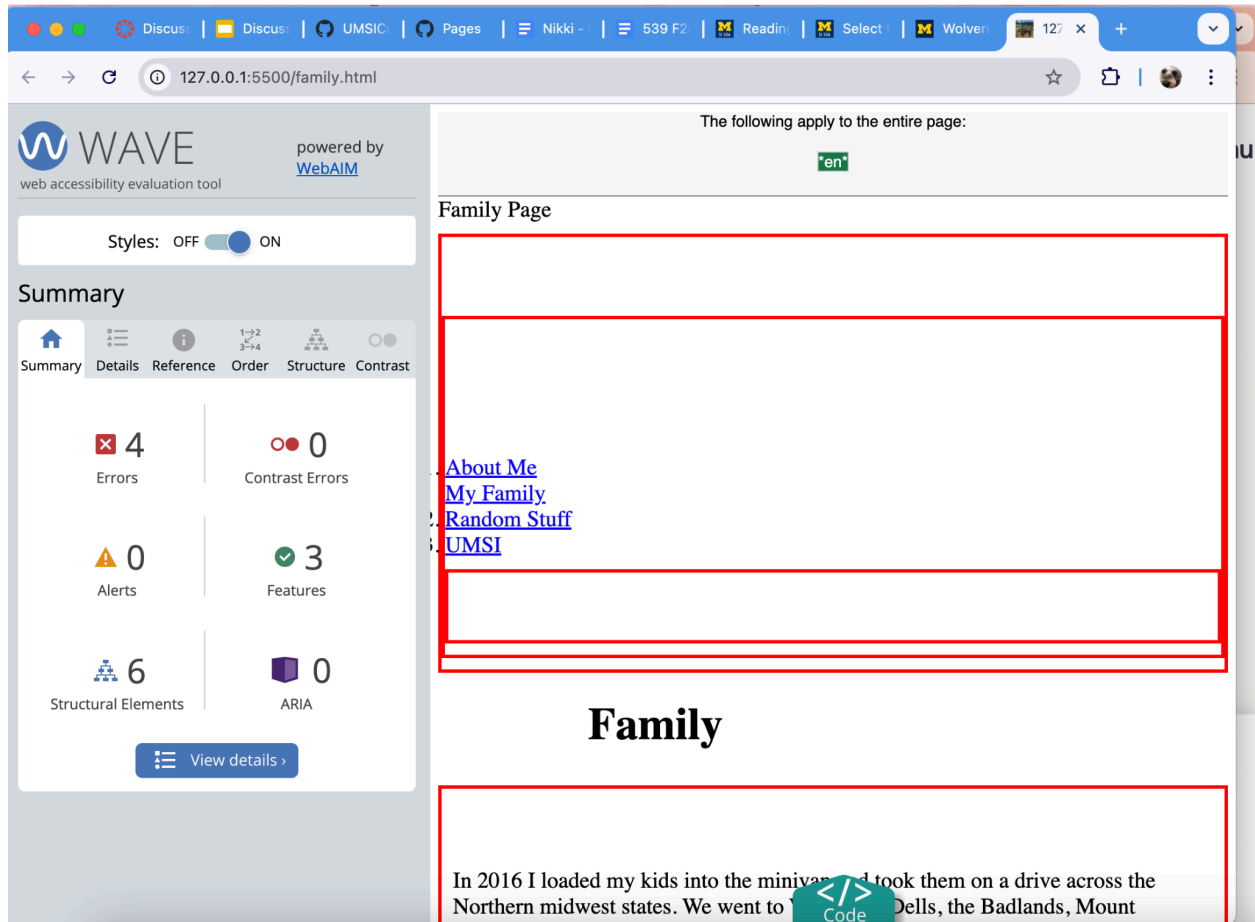 Discuss
Discuss
UMSIC
Pages
Nikki -
539 F2
Reading
Select
Wolveri
127
127.0.0.1:5500/family.html
WAVE
web accessibility evaluation tool
powered by
WebAIM
Styles: OFF ON
Summary
Summary Details Reference Order Structure Contrast
4
Errors
0
Contrast Errors
0
Alerts
3
Features
6
Structural Elements
0
ARIA
View details ›
The following apply to the entire page:
*en*
Family Page
About Me
My Family
2. Random Stuff
3. UMSI
Family
In 2016 I loaded my kids into the minivan took them on a drive across the
Northern midwest states. We went to Dells, the Badlands, Mount
</>
Code